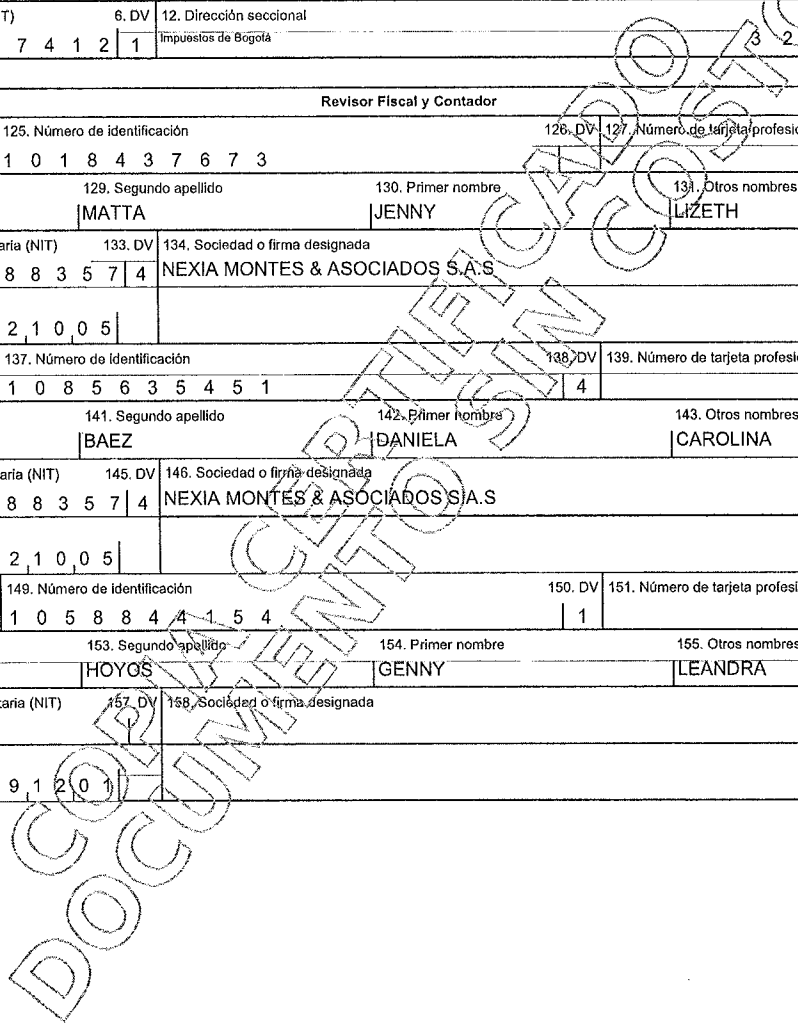 T) 6. DV 12. Dirección seccional
7 4 1 2 1 Impuestos de Bogotá 3 2
Revisor Fiscal y Contador
125. Número de identificación 126. DV 127. Número de tarjeta profesi
1 0 1 8 4 3 7 6 7 3
129. Segundo apellido 130. Primer nombre 131. Otros nombres
MATTA JENNY LIZETH
aria (NIT) 133. DV 134. Sociedad o firma designada
8 8 3 5 7 4 NEXIA MONTES & ASOCIADOS S.A.S
2 1 0 0 5
137. Número de identificación 138. DV 139. Número de tarjeta profesi
1 0 8 5 6 3 5 4 5 1 4
141. Segundo apellido 142. Primer nombre 143. Otros nombres
BAEZ DANIELA CAROLINA
aria (NIT) 145. DV 146. Sociedad o firma designada
8 8 3 5 7 4 NEXIA MONTES & ASOCIADOS S.A.S
2 1 0 0 5
149. Número de identificación 150. DV 151. Número de tarjeta profesi
1 0 5 8 8 4 4 1 5 4 1
153. Segundo apellido 154. Primer nombre 155. Otros nombres
HOYOS GENNY LEANDRA
taria (NIT) 157. DV 158. Sociedad o firma designada
9 1 2 0 1
COPIA CERTIFICADO
DOCUMENTO SIN COSTO